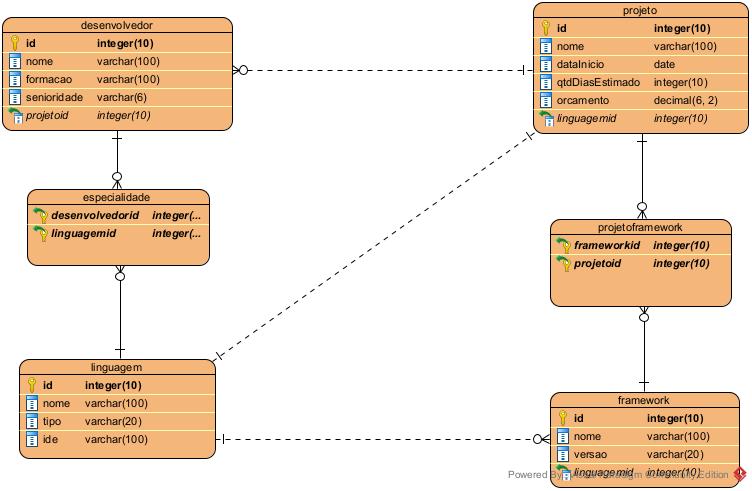 desenvolvedor
id integer(10)
nome varchar(100)
formacao varchar(100)
senioridade varchar(6)
projetoid integer(10)
projeto
id integer(10)
nome varchar(100)
dataInicio date
qtdDiasEstimado integer(10)
orcamento decimal(6, 2)
linguagemid integer(10)
especialidade
desenvolvedorid integer(...
linguagemid integer(...
projetoframework
frameworkid integer(10)
projetoid integer(10)
linguagem
id integer(10)
nome varchar(100)
tipo varchar(20)
ide varchar(100)
framework
id integer(10)
nome varchar(100)
versao varchar(20)
linguagemid integer(10)
Powered By Visual Paradigm Community Edition